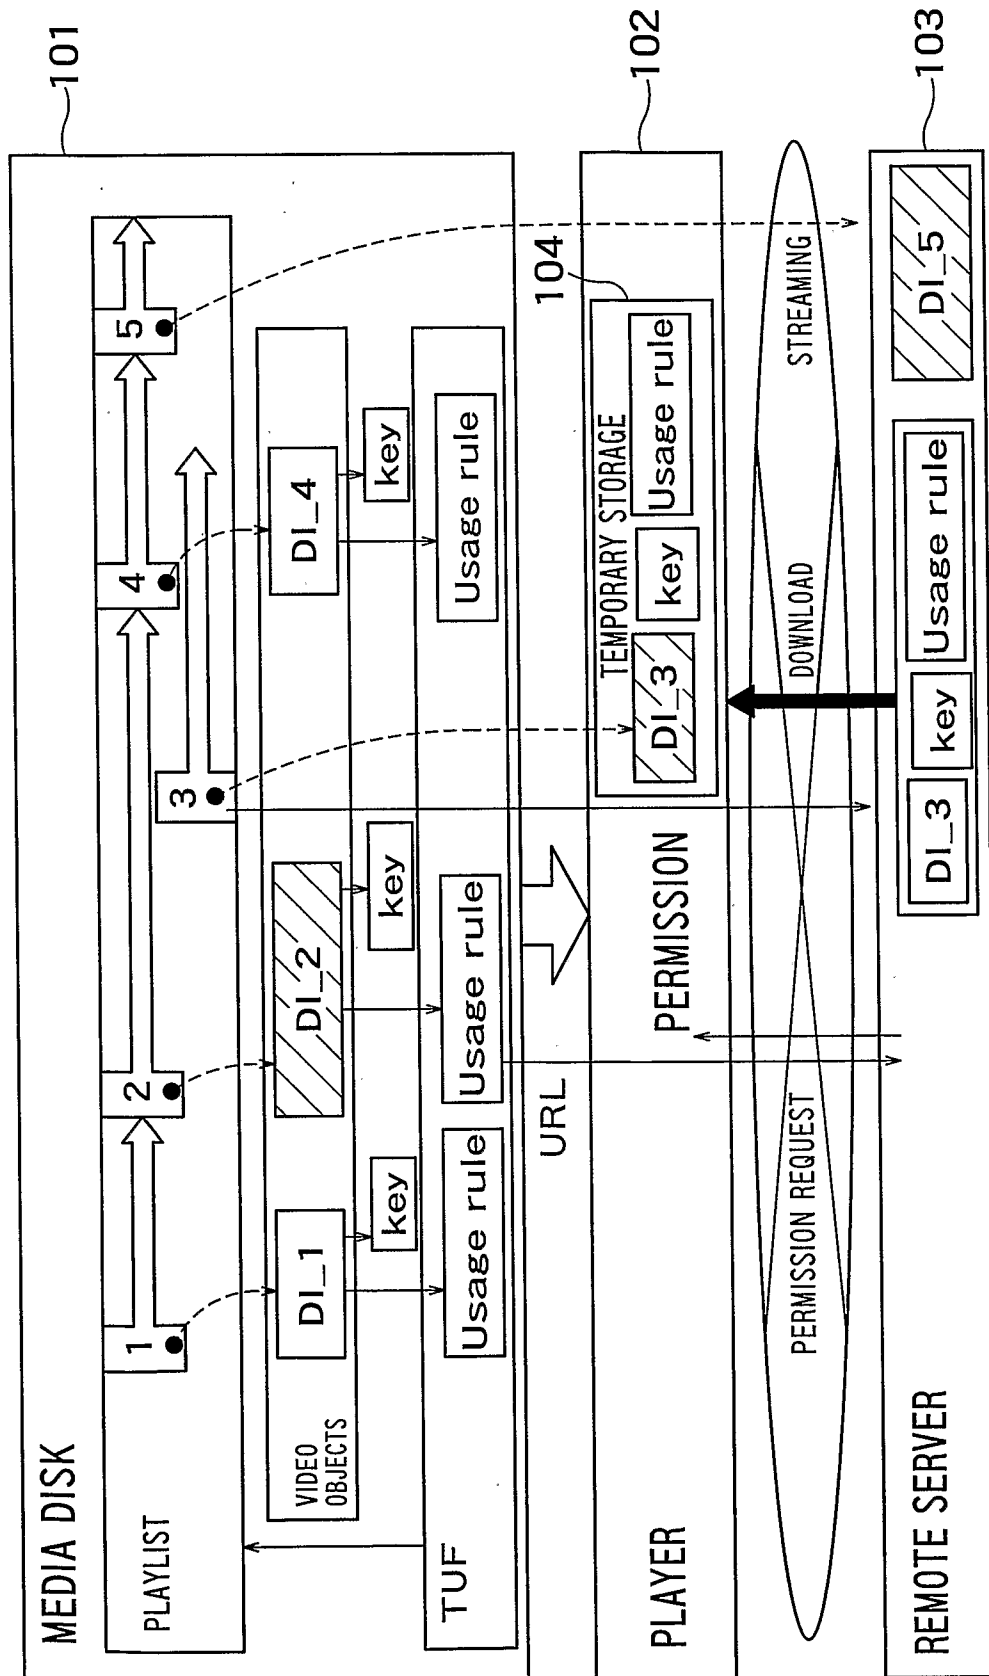 101
MEDIA DISK
PLAYLIST
1
2
3
4
5
VIDEO
OBJECTS
DI_1
DI_2
DI_4
key
key
key
TUF
Usage rule
Usage rule
Usage rule
URL
102
PLAYER
PERMISSION
104
TEMPORARY STORAGE
DI_3
key
Usage rule
PERMISSION REQUEST
DOWNLOAD
STREAMING
103
REMOTE SERVER
DI_3
key
Usage rule
DI_5